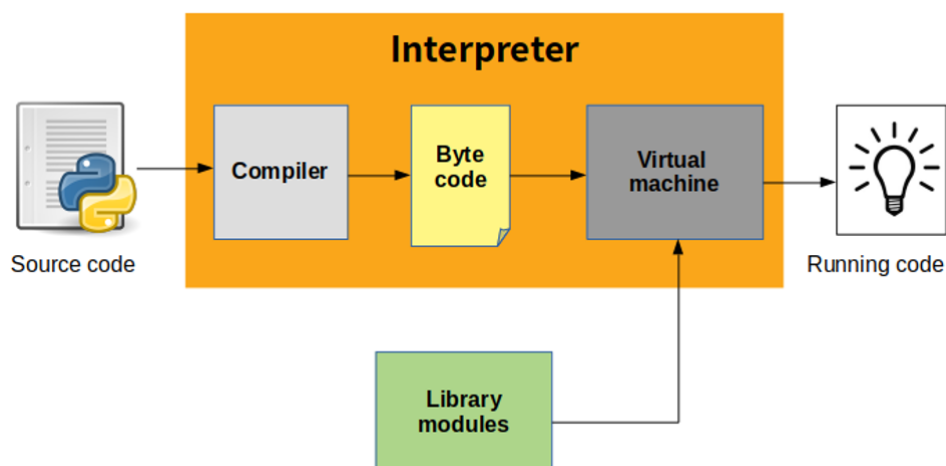 Interpreter
Compiler
Byte
code
Virtual
machine
Source code
Running code
Library
modules